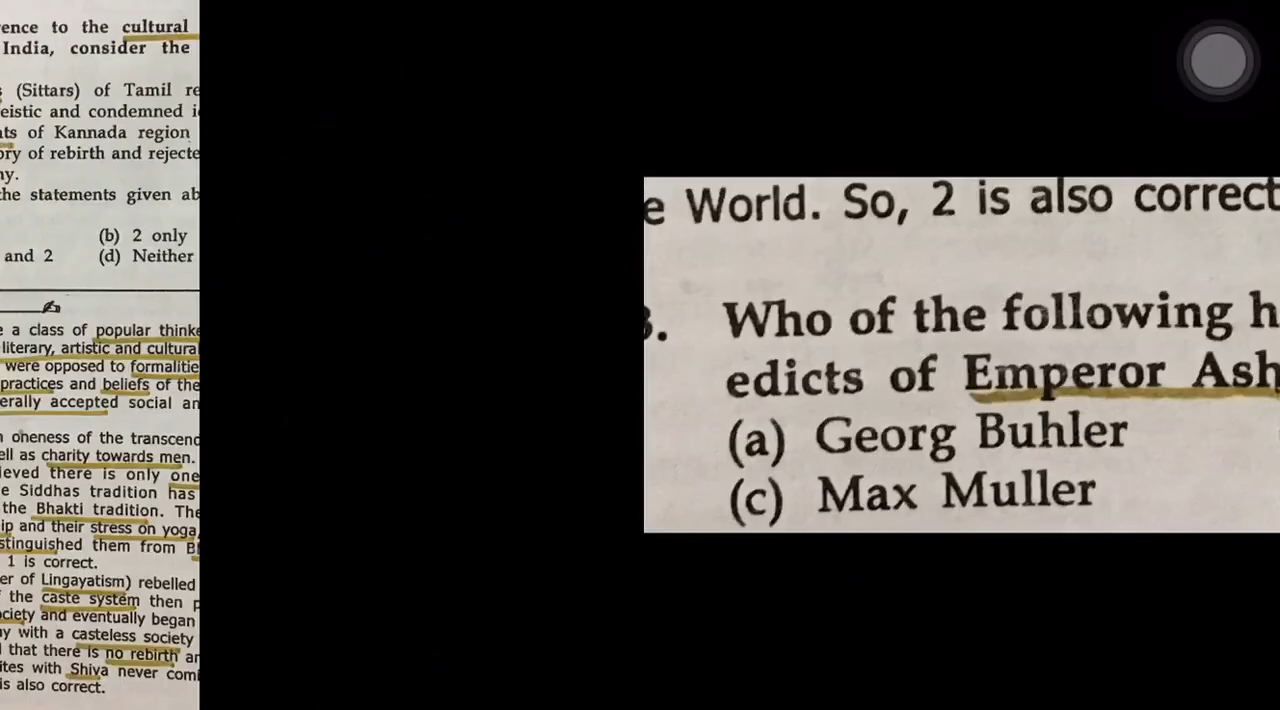 ence to the cultural
India, consider the
(Sittars) of Tamil re
eistic and condemned i
ts of Kannada region
ory of rebirth and rejecte
ny.
he statements given ab
(b) 2 only
and 2 (d) Neither
e a class of popular thinke
literary, artistic and cultural
were opposed to formalitie
practices and beliefs of the
erally accepted social an
oneness of the transcend
ell as charity towards men.
ieved there is only one
e Siddhas tradition has
the Bhakti tradition. The
ip and their stress on yoga,
stinguished them from B
1 is correct.
er of Lingayatism) rebelled
the caste system then p
ciety and eventually began
y with a casteless society
that there is no rebirth ar
ites with Shiva never comi
is also correct.
e World. So, 2 is also correct
3. Who of the following h
edicts of Emperor Ash
(a) Georg Buhler
(c) Max Muller